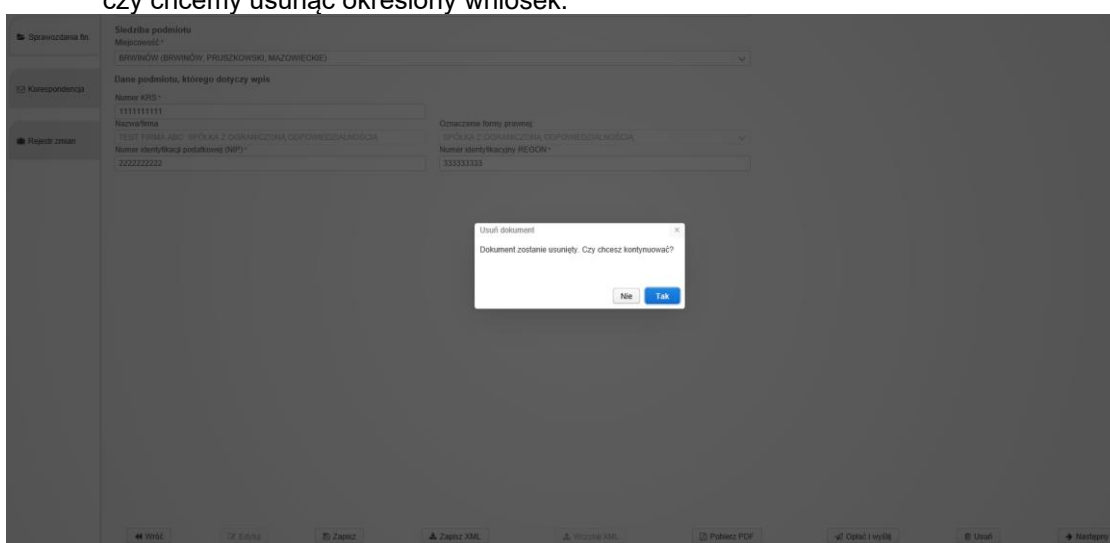 czy chcemy usunąć określony wniosek.
Sprawozdania fin.
Siedziba podmiotu
Miejscowość *
BRWINÓW (BRWINÓW, PRUSZKOWSKI, MAZOWIECKIE)
Korespondencja
Dane podmiotu, którego dotyczy wpis
Numer KRS *
1111111111
Nazwa/firma
Oznaczenie formy prawnej:
Rejestr zmian
TEST FIRMA ABC SPÓŁKA Z OGRANICZONĄ ODPOWIEDZIALNOŚCIĄ
SPÓŁKA Z OGRANICZONĄ ODPOWIEDZIALNOŚCIĄ
Numer identyfikacji podatkowej (NIP) *
Numer identyfikacyjny REGON *
2222222222
333333333
Usuń dokument
Dokument zostanie usunięty. Czy chcesz kontynuować?
Nie
Tak
Wróć
Edytuj
Zapisz
Zapisz XML
Wczytaj XML
Pobierz PDF
Opłać i wyślij
Usuń
Następny